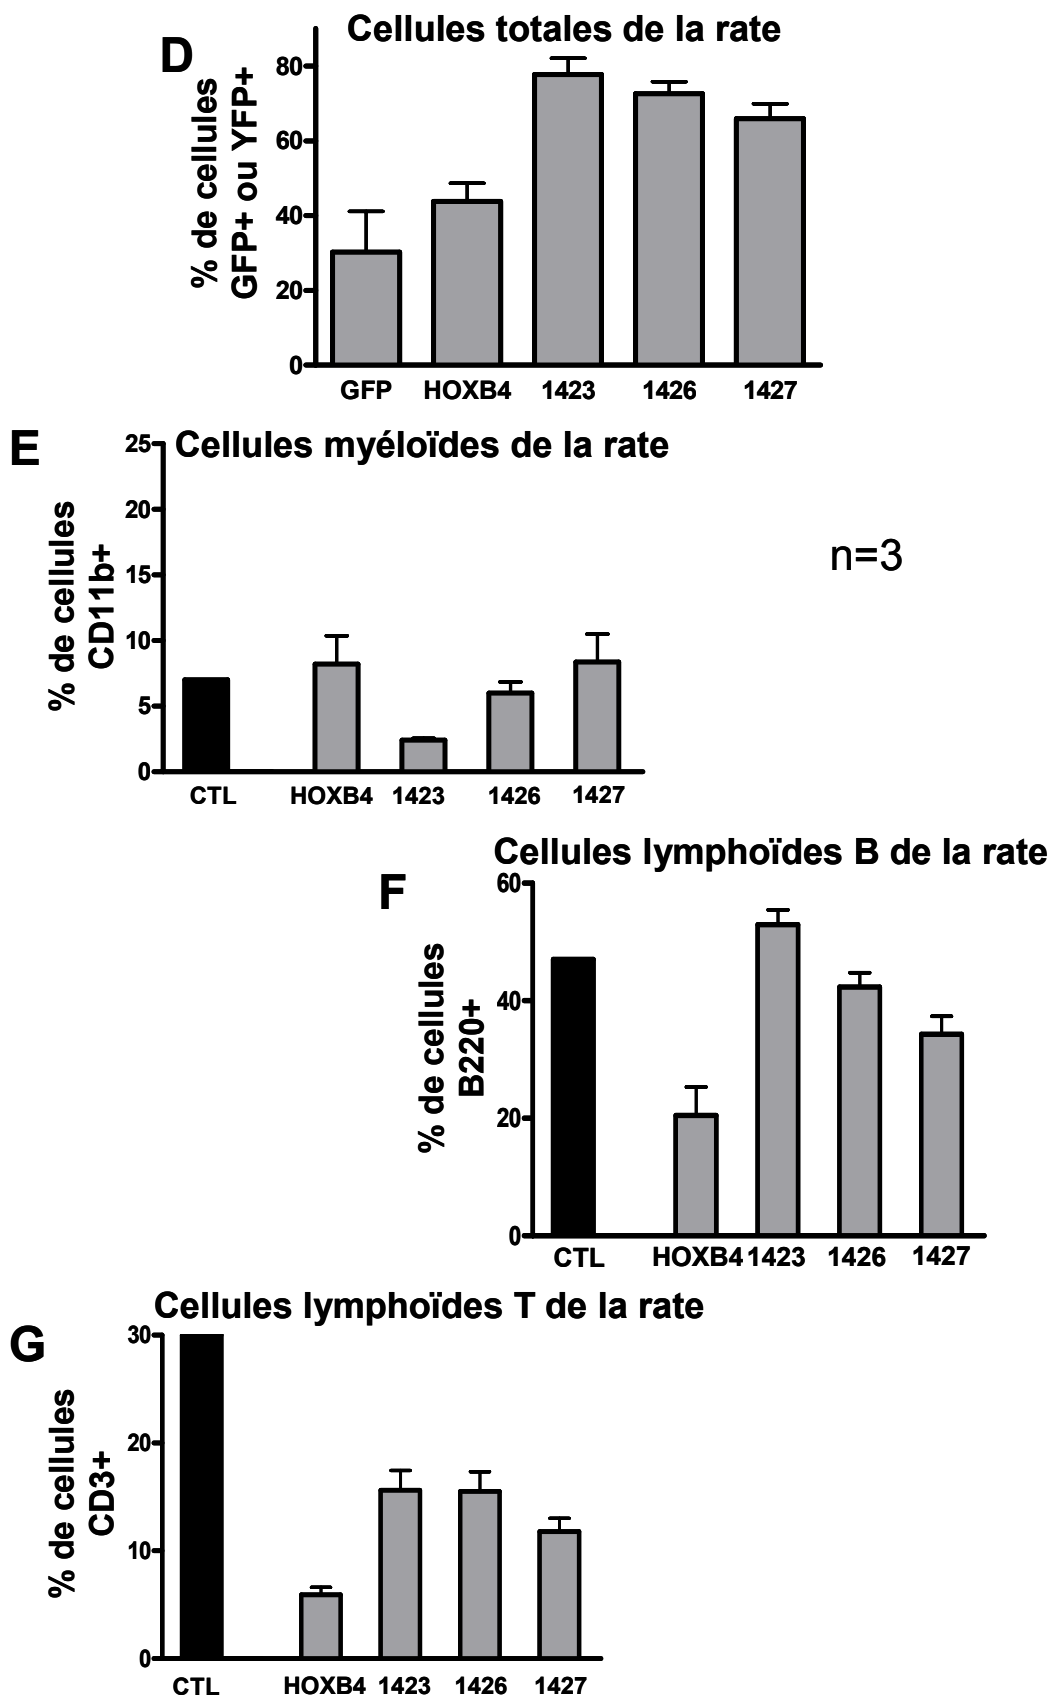 D
Cellules totales de la rate
% de cellules
GFP+ ou YFP+
80
60
40
20
0
GFP HOXB4 1423 1426 1427
E
Cellules myéloïdes de la rate
% de cellules
CD11b+
25
20
15
10
5
0
CTL HOXB4 1423 1426 1427
n=3
Cellules lymphoïdes B de la rate
F
% de cellules
B220+
60
40
20
0
CTL HOXB4 1423 1426 1427
Cellules lymphoïdes T de la rate
G
% de cellules
CD3+
30
20
10
0
CTL HOXB4 1423 1426 1427